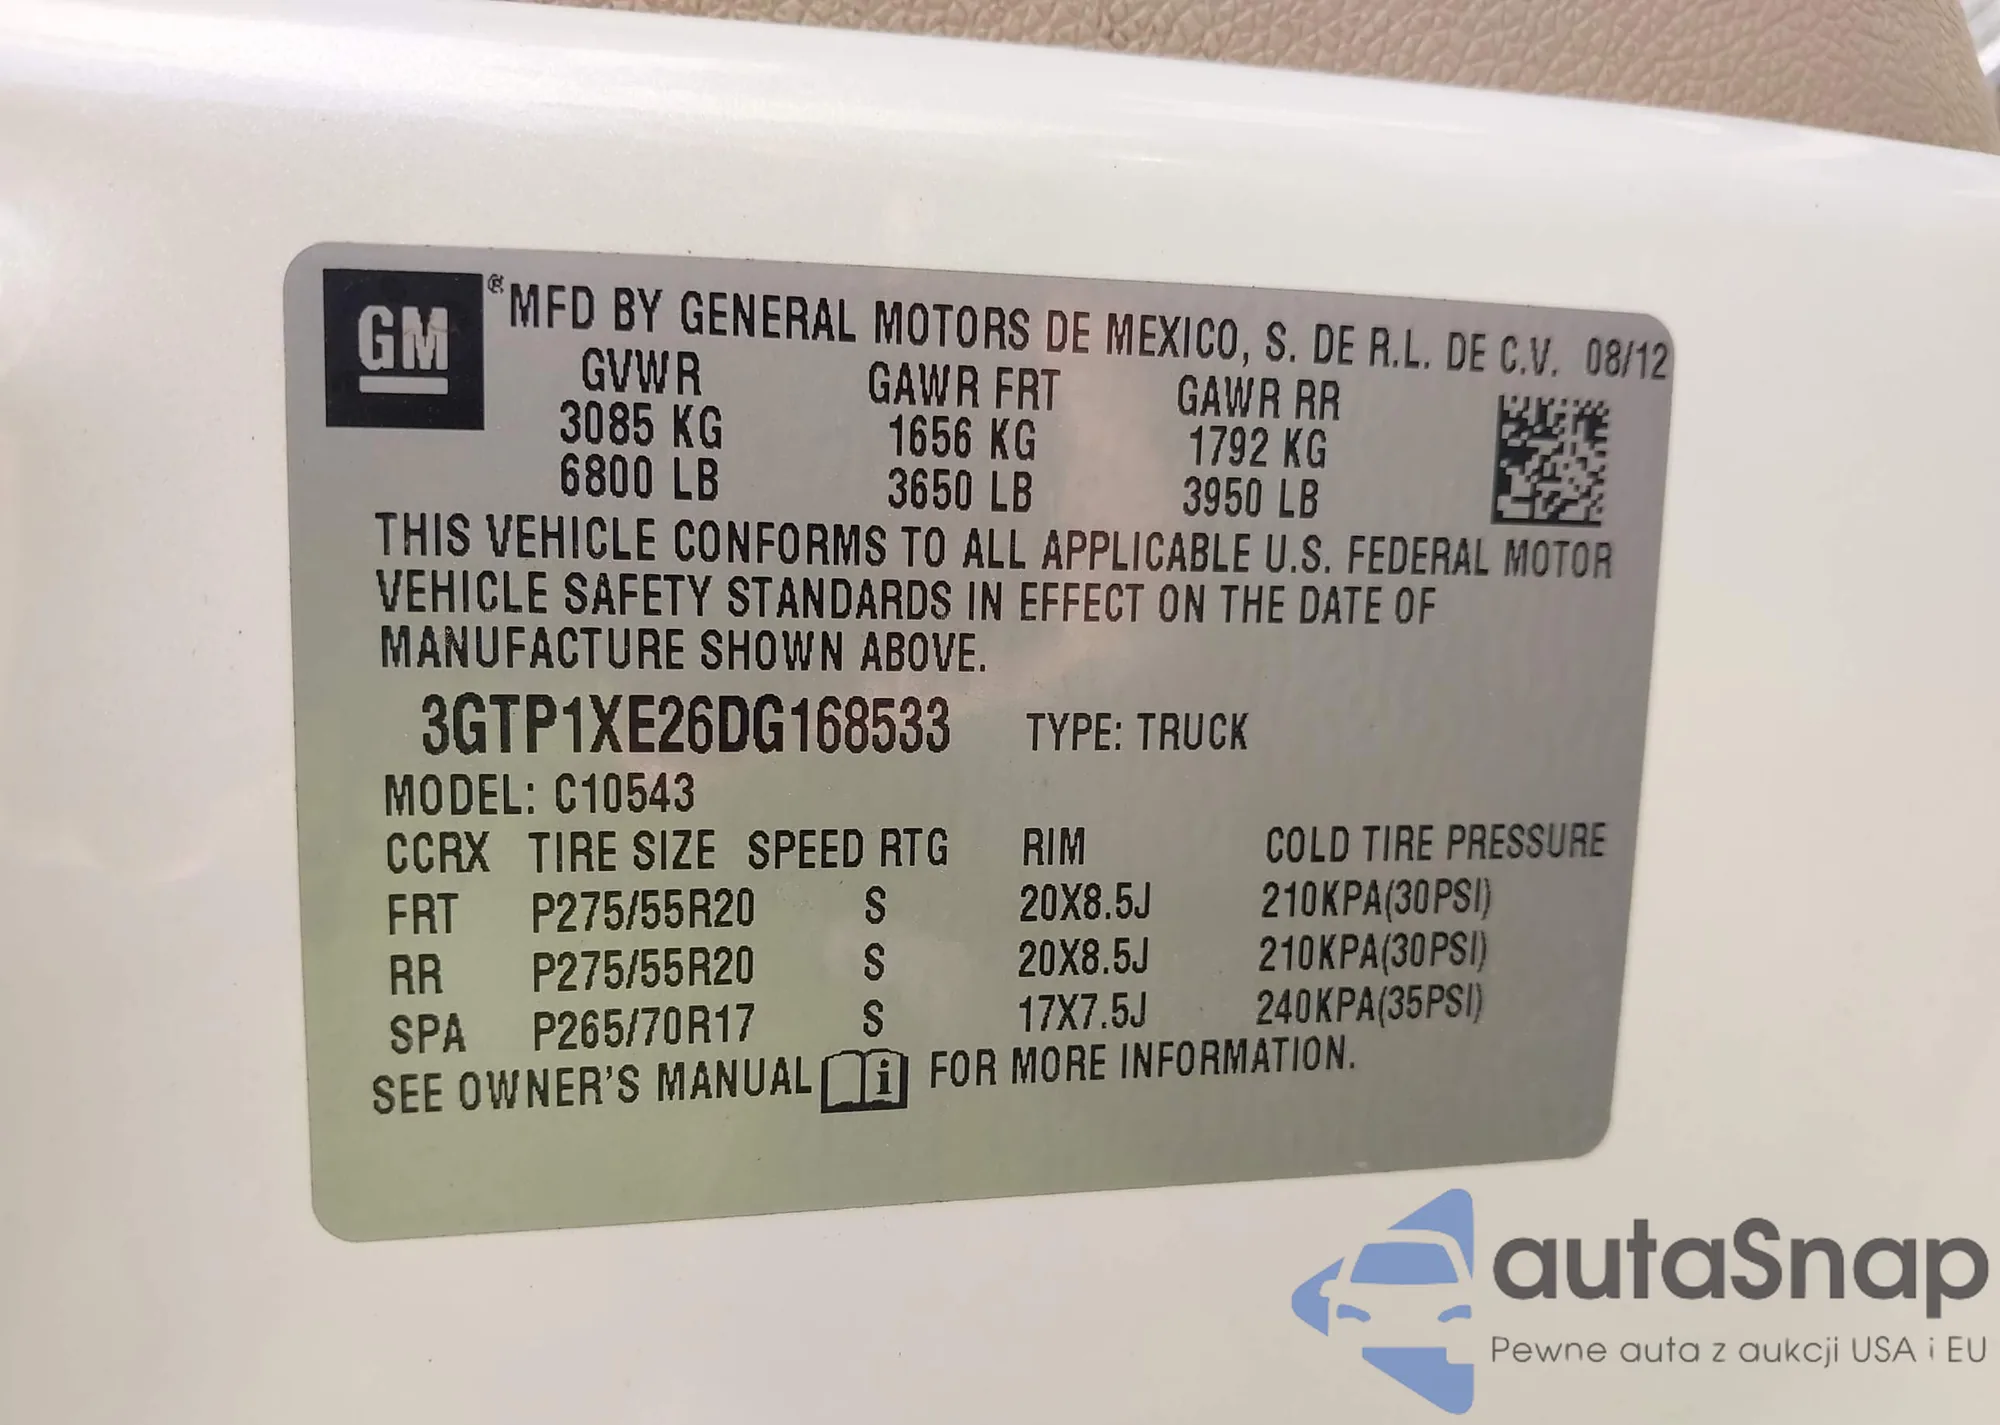 GM ® MFD BY GENERAL MOTORS DE MEXICO, S. DE R.L. DE C.V. 08/12
GVWR GAWR FRT GAWR RR
3085 KG 1656 KG 1792 KG
6800 LB 3650 LB 3950 LB
THIS VEHICLE CONFORMS TO ALL APPLICABLE U.S. FEDERAL MOTOR
VEHICLE SAFETY STANDARDS IN EFFECT ON THE DATE OF
MANUFACTURE SHOWN ABOVE.
3GTP1XE26DG168533 TYPE: TRUCK
MODEL: C10543
CCRX TIRE SIZE SPEED RTG RIM COLD TIRE PRESSURE
FRT P275/55R20 S 20X8.5J 210KPA(30PSI)
RR P275/55R20 S 20X8.5J 210KPA(30PSI)
SPA P265/70R17 S 17X7.5J 240KPA(35PSI)
SEE OWNER'S MANUAL i FOR MORE INFORMATION.
autaSnap
Pewne auta z aukcji USA i EU